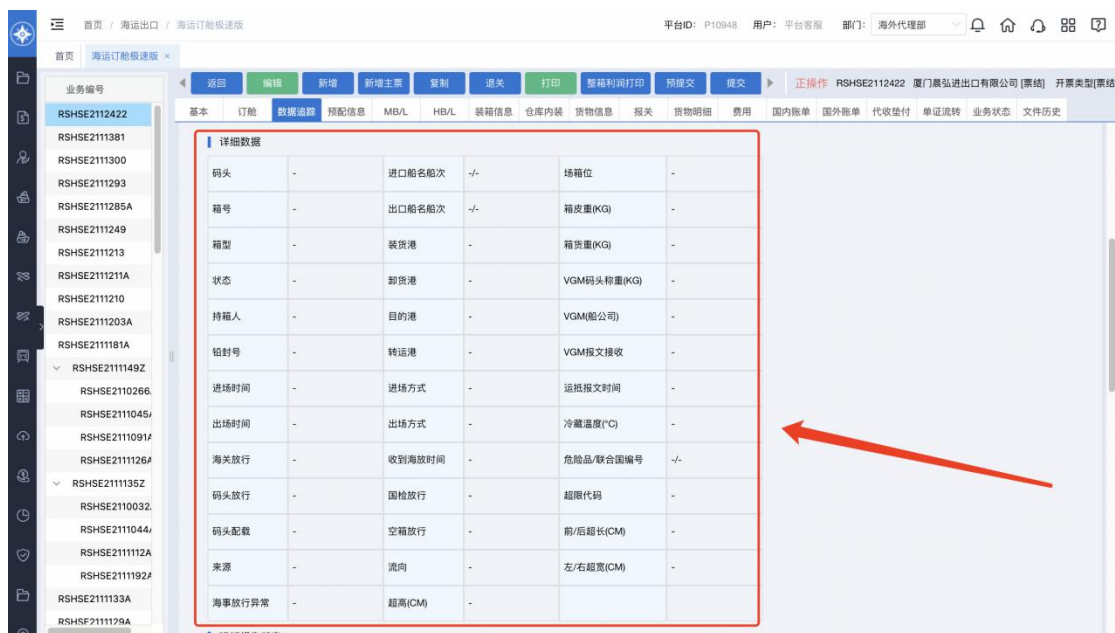 首页 / 海运出口 / 海运订舱极速版 平台ID: P10948 用户: 平台客服 部门: 海外代理部
首页 海运订舱极速版 ×
业务编号
RSHSE2112422
RSHSE2111381
RSHSE2111300
RSHSE2111293
RSHSE2111285A
RSHSE2111249
RSHSE2111213
RSHSE2111211A
RSHSE2111210
RSHSE2111203A
RSHSE2111181A
RSHSE2111149Z
RSHSE2110266
RSHSE2111045
RSHSE2111091
RSHSE2111126
RSHSE2111135Z
RSHSE2110032
RSHSE2111044
RSHSE2111112A
RSHSE2111192
RSHSE2111133A
RSHSE2111129A
返回 编辑 新增 新增主票 复制 退关 打印 整箱利润打印 预提交 提交 正操作 RSHSE2112422 厦门晨弘进出口有限公司 [票结] 开票类型[票结
基本 订舱 数据追踪 预配信息 MB/L HB/L 装箱信息 仓库内装 货物信息 报关 货物明细 费用 国内账单 国外账单 代收垫付 单证流转 业务状态 文件历史
详细数据
码头 - 进口船名船次 -/- 场箱位 -
箱号 - 出口船名船次 -/- 箱皮重(KG) -
箱型 - 装货港 - 箱货重(KG) -
状态 - 卸货港 - VGM码头称重(KG) -
持箱人 - 目的港 - VGM(船公司) -
铅封号 - 转运港 - VGM报文接收 -
进场时间 - 进场方式 - 运抵报文时间 -
出场时间 - 出场方式 - 冷藏温度(°C) -
海关放行 - 收到海放时间 - 危险品/联合国编号 -/-
码头放行 - 国检放行 - 超限代码 -
码头配载 - 空箱放行 - 前/后超长(CM) -
来源 - 流向 - 左/右超宽(CM) -
海事放行异常 - 超高(CM) -